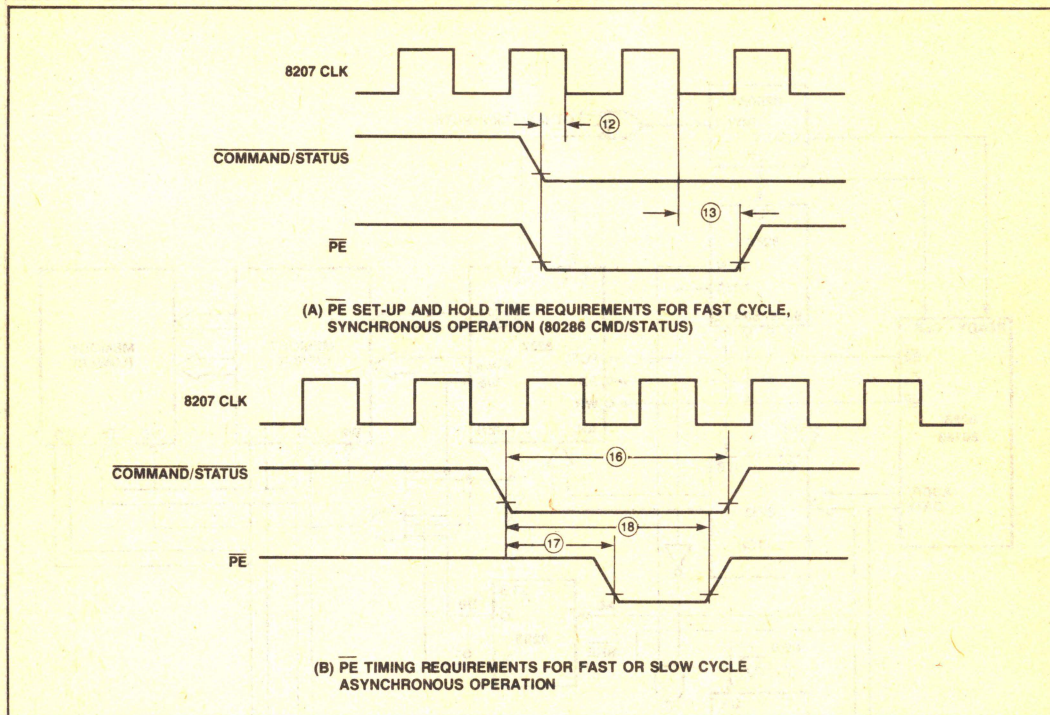 8207 CLK
⑫
COMMAND/STATUS
⑬
PE
(A) PE SET-UP AND HOLD TIME REQUIREMENTS FOR FAST CYCLE,
SYNCHRONOUS OPERATION (80286 CMD/STATUS)
8207 CLK
⑯
COMMAND/STATUS
⑱
⑰
PE
(B) PE TIMING REQUIREMENTS FOR FAST OR SLOW CYCLE
ASYNCHRONOUS OPERATION